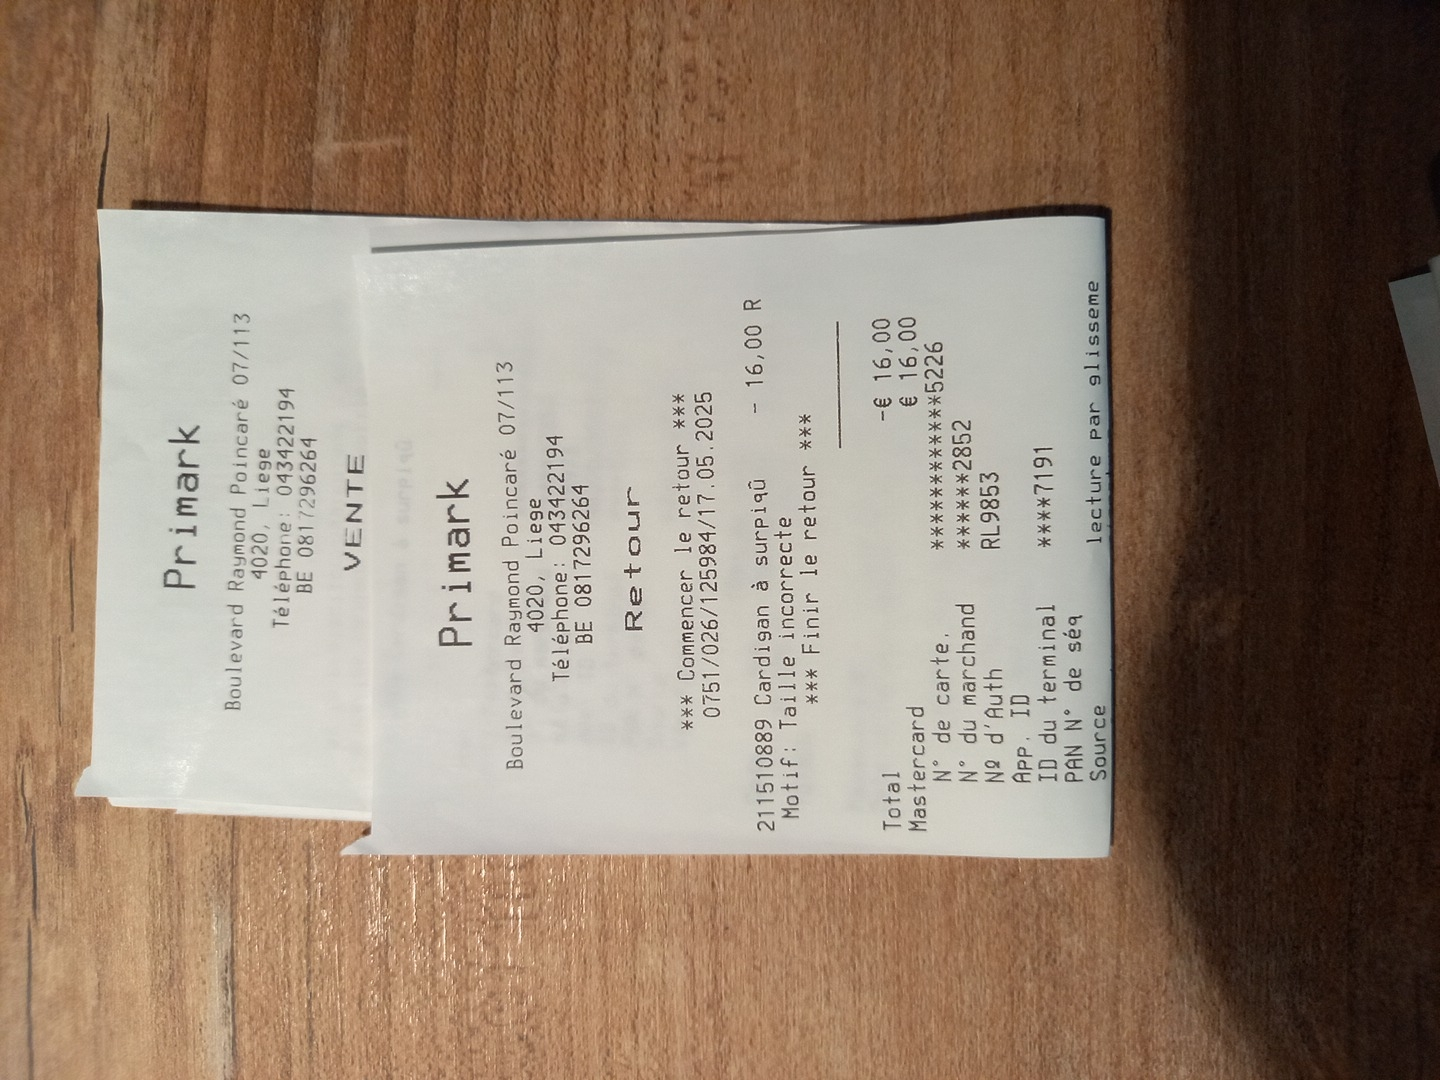 Primark
Boulevard Raymond Poincaré 07/113
4020, Liege
Téléphone: 043422194
BE 0817296264
VENTE
Primark
Boulevard Raymond Poincaré 07/113
4020, Liege
Téléphone: 043422194
BE 0817296264
Retour
*** Commencer le retour ***
0751/026/125984/17.05.2025
211510889 Cardigan à surpiqû - 16,00 R
Motif: Taille incorrecte
*** Finir le retour ***
Total -€ 16,00
Mastercard € 16,00
N° de carte. ************5226
N° du marchand ******2852
Nº d'Auth RL9853
APP. ID
ID du terminal ****7191
PAN N° de séq
Source lecture par glisseme